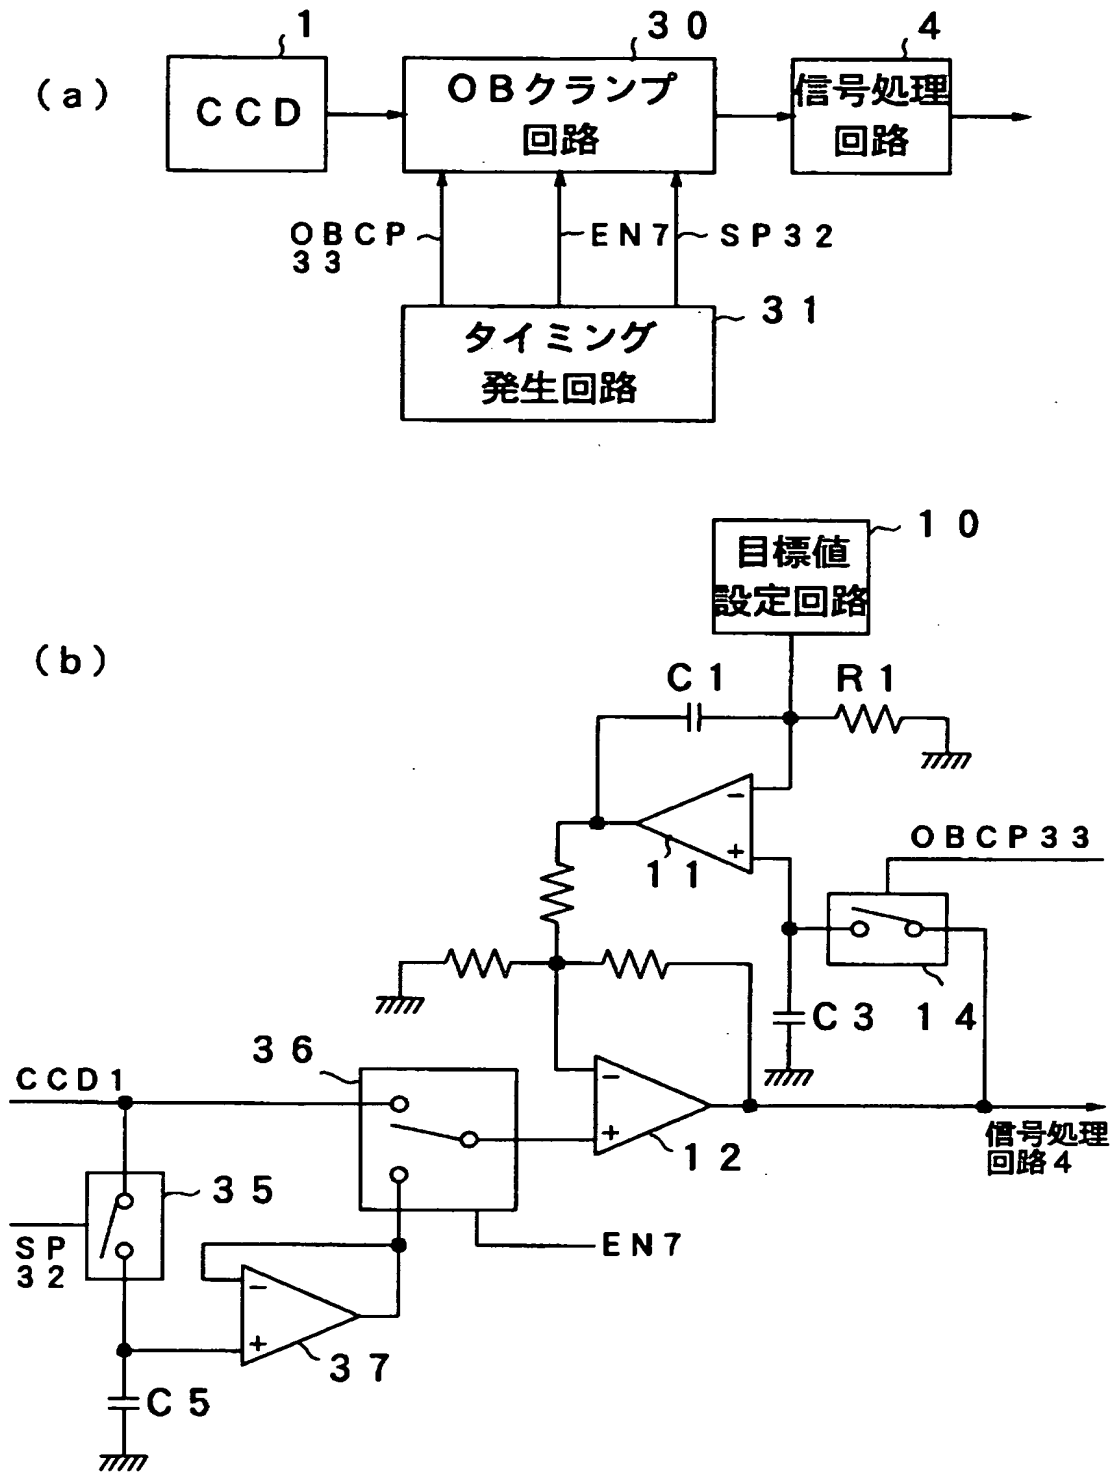 1
30
4
(a)
CCD
OBクランプ
回路
信号処理
回路
OBCP
33
EN7
SP32
31
タイミング
発生回路
10
目標値
設定回路
(b)
C1
R1
−
+
11
OBCP33
14
C3
36
CCD1
−
+
12
信号処理
回路4
35
SP
32
EN7
−
+
37
C5